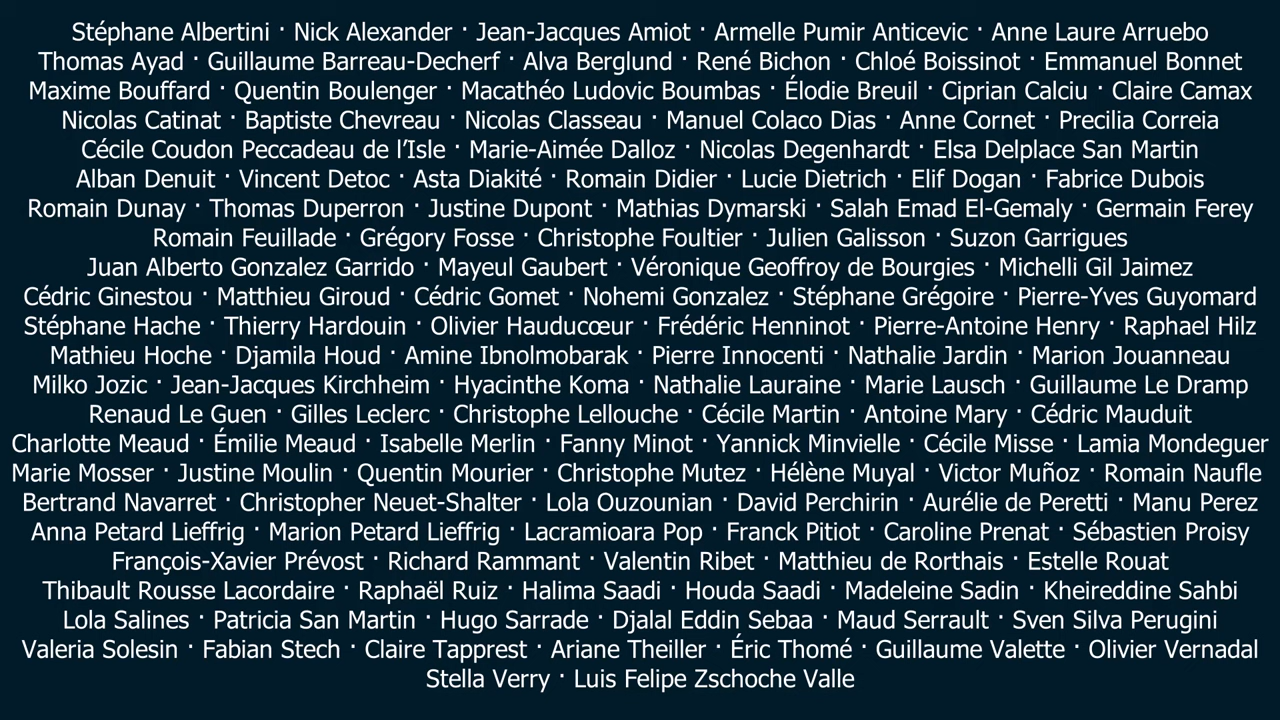 Stéphane Albertini · Nick Alexander · Jean-Jacques Amiot · Armelle Pumir Anticevic · Anne Laure Arruebo
Thomas Ayad · Guillaume Barreau-Decherf · Alva Berglund · René Bichon · Chloé Boissinot · Emmanuel Bonnet
Maxime Bouffard · Quentin Boulenger · Macathéo Ludovic Boumbas · Élodie Breuil · Ciprian Calciu · Claire Camax
Nicolas Catinat · Baptiste Chevreau · Nicolas Classeau · Manuel Colaco Dias · Anne Cornet · Precilia Correia
Cécile Coudon Peccadeau de l’Isle · Marie-Aimée Dalloz · Nicolas Degenhardt · Elsa Delplace San Martin
Alban Denuit · Vincent Detoc · Asta Diakité · Romain Didier · Lucie Dietrich · Elif Dogan · Fabrice Dubois
Romain Dunay · Thomas Duperron · Justine Dupont · Mathias Dymarski · Salah Emad El-Gemaly · Germain Ferey
Romain Feuillade · Grégory Fosse · Christophe Foultier · Julien Galisson · Suzon Garrigues
Juan Alberto Gonzalez Garrido · Mayeul Gaubert · Véronique Geoffroy de Bourgies · Michelli Gil Jaimez
Cédric Ginestou · Matthieu Giroud · Cédric Gomet · Nohemi Gonzalez · Stéphane Grégoire · Pierre-Yves Guyomard
Stéphane Hache · Thierry Hardouin · Olivier Hauducœur · Frédéric Henninot · Pierre-Antoine Henry · Raphael Hilz
Mathieu Hoche · Djamila Houd · Amine Ibnolmobarak · Pierre Innocenti · Nathalie Jardin · Marion Jouanneau
Milko Jozic · Jean-Jacques Kirchheim · Hyacinthe Koma · Nathalie Lauraine · Marie Lausch · Guillaume Le Dramp
Renaud Le Guen · Gilles Leclerc · Christophe Lellouche · Cécile Martin · Antoine Mary · Cédric Mauduit
Charlotte Meaud · Émilie Meaud · Isabelle Merlin · Fanny Minot · Yannick Minvielle · Cécile Misse · Lamia Mondeguer
Marie Mosser · Justine Moulin · Quentin Mourier · Christophe Mutez · Hélène Muyal · Victor Muñoz · Romain Naufle
Bertrand Navarret · Christopher Neuet-Shalter · Lola Ouzounian · David Perchirin · Aurélie de Peretti · Manu Perez
Anna Petard Lieffrig · Marion Petard Lieffrig · Lacramioara Pop · Franck Pitiot · Caroline Prenat · Sébastien Proisy
François-Xavier Prévost · Richard Rammant · Valentin Ribet · Matthieu de Rorthais · Estelle Rouat
Thibault Rousse Lacordaire · Raphaël Ruiz · Halima Saadi · Houda Saadi · Madeleine Sadin · Kheireddine Sahbi
Lola Salines · Patricia San Martin · Hugo Sarrade · Djalal Eddin Sebaa · Maud Serrault · Sven Silva Perugini
Valeria Solesin · Fabian Stech · Claire Tapprest · Ariane Theiller · Éric Thomé · Guillaume Valette · Olivier Vernadal
Stella Verry · Luis Felipe Zschoche Valle